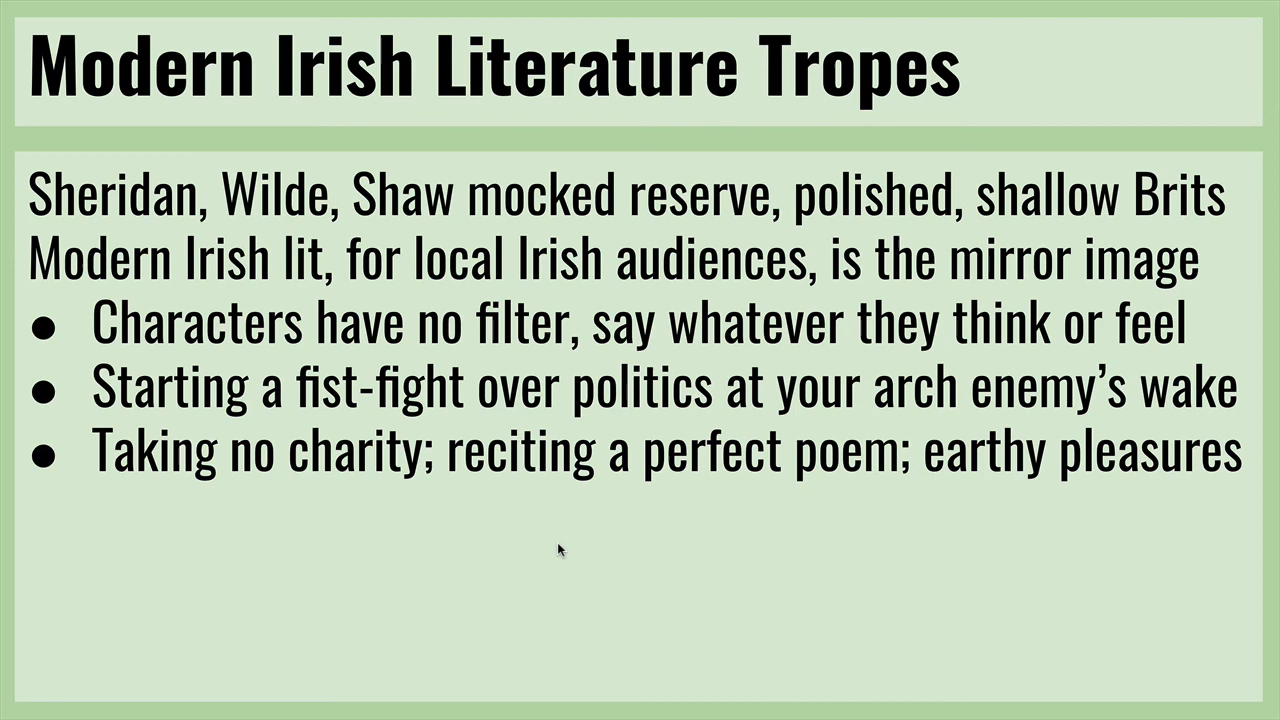 Modern Irish Literature Tropes
Sheridan, Wilde, Shaw mocked reserve, polished, shallow Brits
Modern Irish lit, for local Irish audiences, is the mirror image
● Characters have no filter, say whatever they think or feel
● Starting a fist-fight over politics at your arch enemy’s wake
● Taking no charity; reciting a perfect poem; earthy pleasures